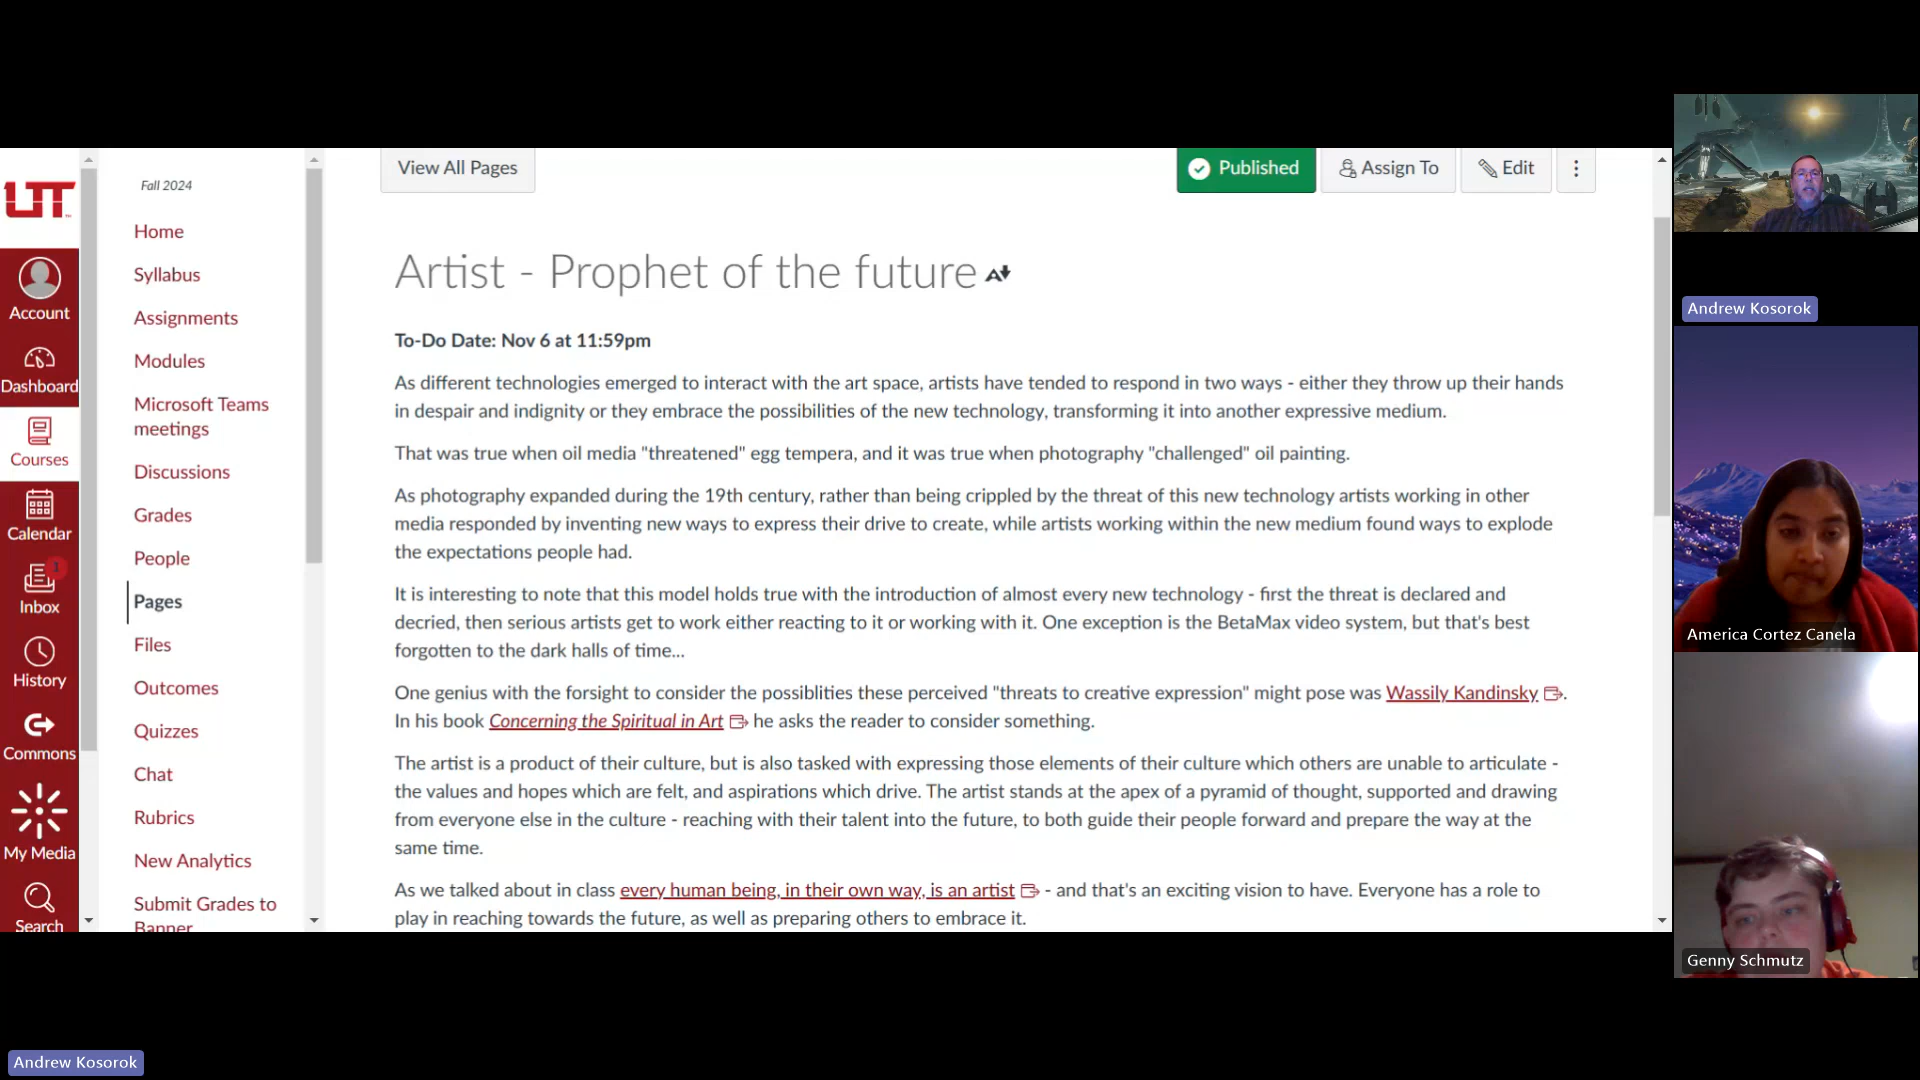 View All Pages
Published
Assign To
Edit
Fall 2024
UT
Account
Dashboard
Courses
Calendar
1
Inbox
History
Commons
My Media
Search
Home
Syllabus
Assignments
Modules
Microsoft Teams
meetings
Discussions
Grades
People
Pages
Files
Outcomes
Quizzes
Chat
Rubrics
New Analytics
Submit Grades to
Banner
Artist - Prophet of the future
To-Do Date: Nov 6 at 11:59pm
As different technologies emerged to interact with the art space, artists have tended to respond in two ways - either they throw up their hands
in despair and indignity or they embrace the possibilities of the new technology, transforming it into another expressive medium.
That was true when oil media "threatened" egg tempera, and it was true when photography "challenged" oil painting.
As photography expanded during the 19th century, rather than being crippled by the threat of this new technology artists working in other
media responded by inventing new ways to express their drive to create, while artists working within the new medium found ways to explode
the expectations people had.
It is interesting to note that this model holds true with the introduction of almost every new technology - first the threat is declared and
decried, then serious artists get to work either reacting to it or working with it. One exception is the BetaMax video system, but that's best
forgotten to the dark halls of time...
One genius with the forsight to consider the possiblities these perceived "threats to creative expression" might pose was Wassily Kandinsky.
In his book Concerning the Spiritual in Art he asks the reader to consider something.
The artist is a product of their culture, but is also tasked with expressing those elements of their culture which others are unable to articulate -
the values and hopes which are felt, and aspirations which drive. The artist stands at the apex of a pyramid of thought, supported and drawing
from everyone else in the culture - reaching with their talent into the future, to both guide their people forward and prepare the way at the
same time.
As we talked about in class every human being, in their own way, is an artist - and that's an exciting vision to have. Everyone has a role to
play in reaching towards the future, as well as preparing others to embrace it.
Andrew Kosorok
America Cortez Canela
Genny Schmutz
Andrew Kosorok